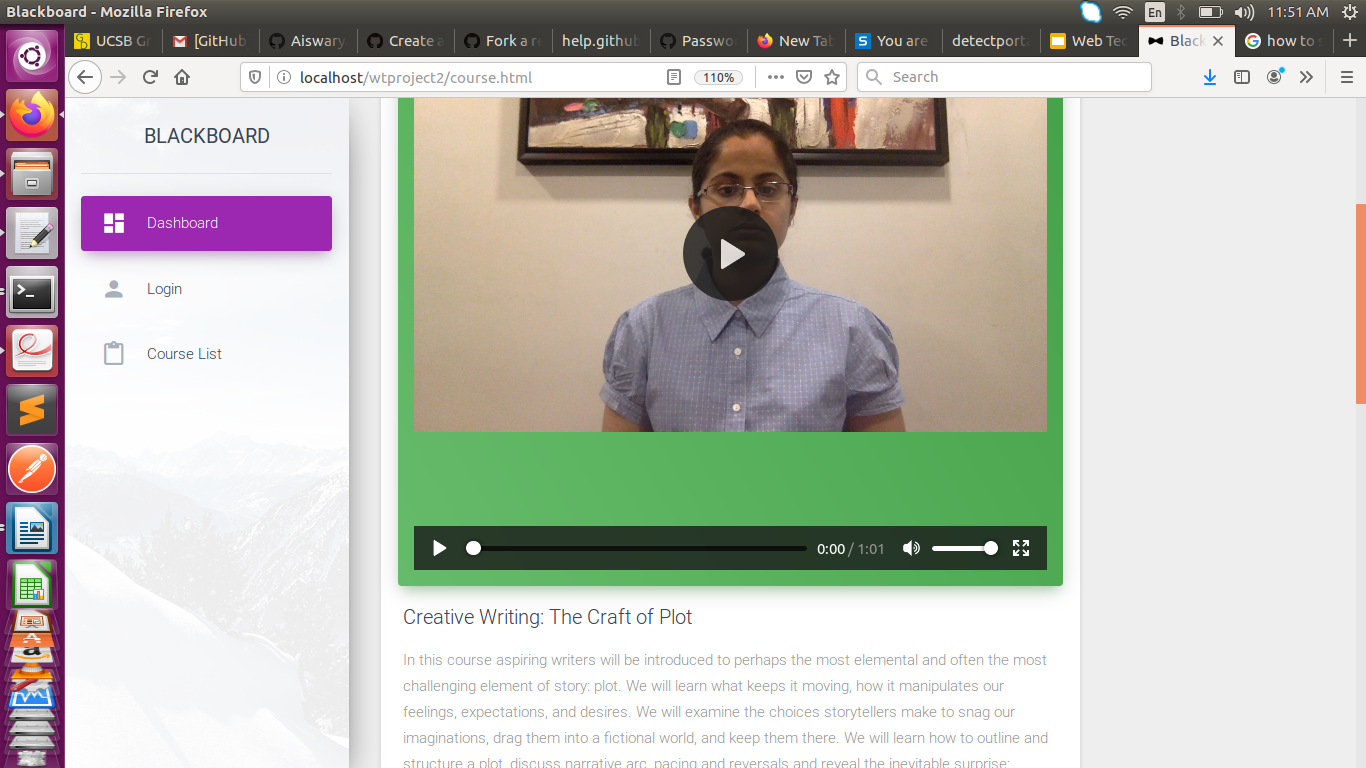 Blackboard - Mozilla Firefox
En
11:51 AM
UCSB Gr
[GitHub
Aiswary
Create a
Fork a re
help.github
Passwo
New Tab
You are
detectport
Web Tec
Black
how to s
localhost/wtproject2/course.html
110%
Search
BLACKBOARD
Dashboard
Login
Course List
0:00 / 1:01
Creative Writing: The Craft of Plot
In this course aspiring writers will be introduced to perhaps the most elemental and often the most
challenging element of story: plot. We will learn what keeps it moving, how it manipulates our
feelings, expectations, and desires. We will examine the choices storytellers make to snag our
imaginations, drag them into a fictional world, and keep them there. We will learn how to outline and
structure a plot, discuss narrative arc, pacing and reversals and reveal the inevitable surprise: